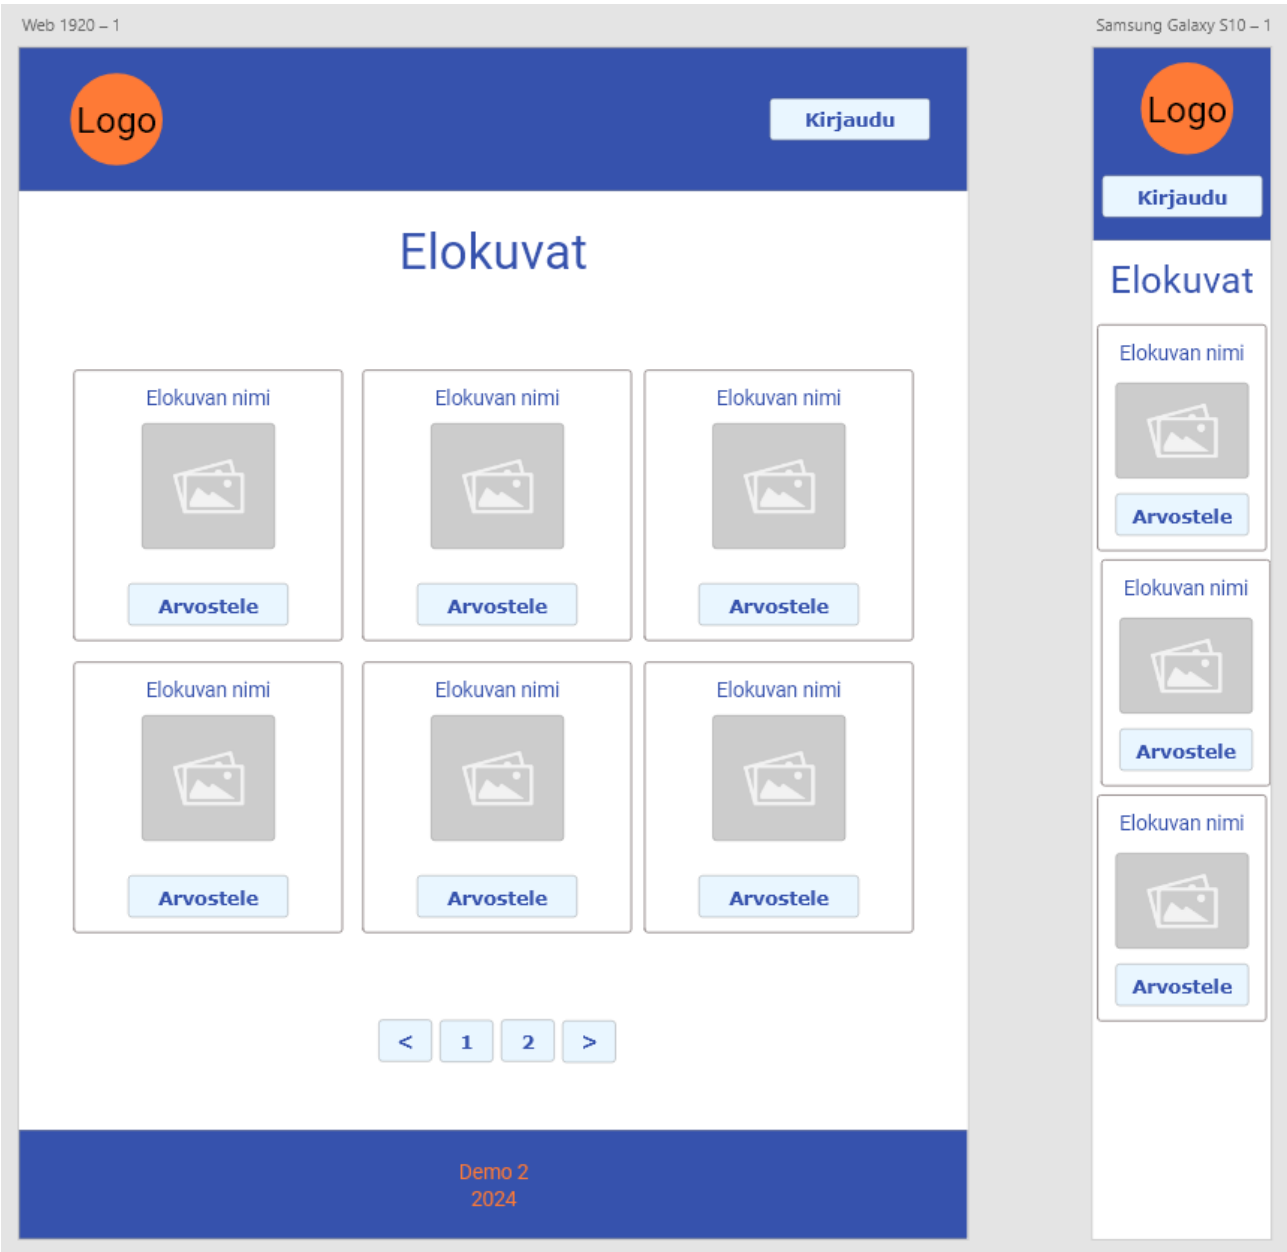 Web 1920 – 1
Logo
Kirjaudu
Elokuvat
Elokuvan nimi
Elokuvan nimi
Elokuvan nimi
Arvostele
Arvostele
Arvostele
Elokuvan nimi
Elokuvan nimi
Elokuvan nimi
Arvostele
Arvostele
Arvostele
< 1 2 >
Demo 2
2024
Samsung Galaxy S10 – 1
Logo
Kirjaudu
Elokuvat
Elokuvan nimi
Arvostele
Elokuvan nimi
Arvostele
Elokuvan nimi
Arvostele